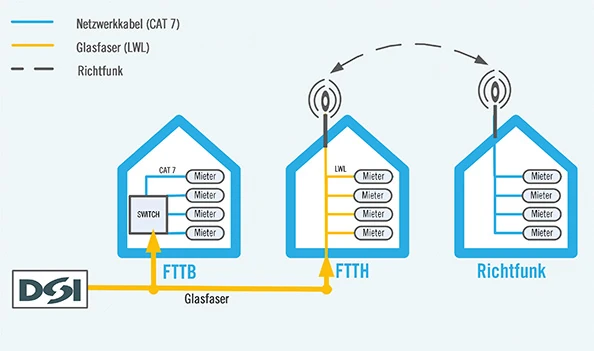 Netzwerkkabel (CAT 7)
Glasfaser (LWL)
Richtfunk
CAT 7
Mieter
Mieter
Mieter
Mieter
SWITCH
FTTB
LWL
Mieter
Mieter
Mieter
Mieter
FTTH
Mieter
Mieter
Mieter
Mieter
Richtfunk
DSI
Glasfaser